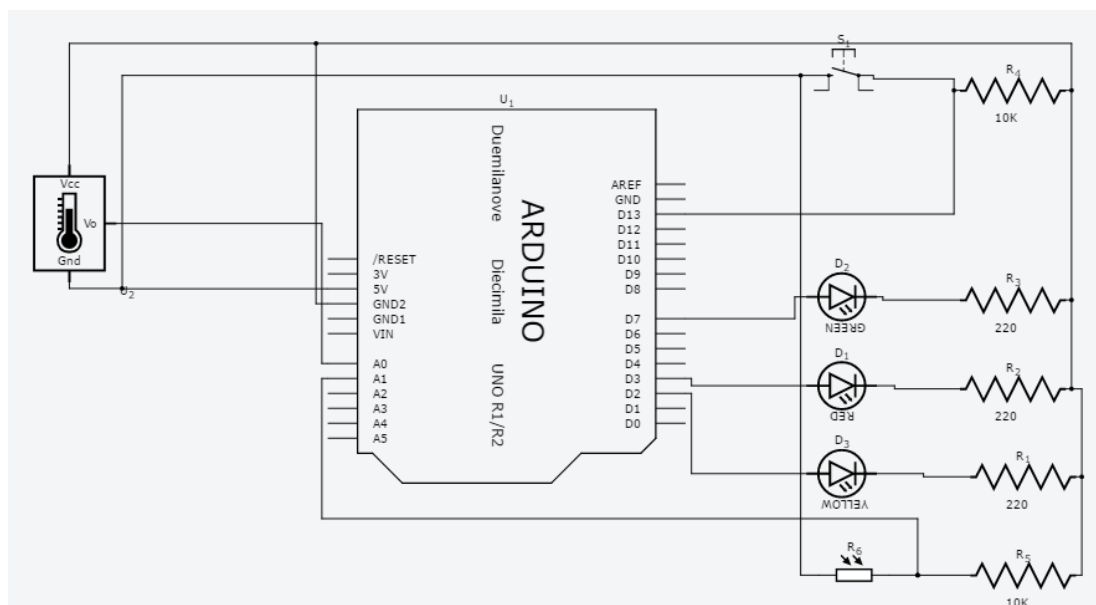 S1
R4
10K
U1
Duemilanove
Diecimila
UNO R1/R2
ARDUINO
AREF
GND
D13
D12
D11
D10
D9
D8
D7
D6
D5
D4
D3
D2
D1
D0
/RESET
3V
5V
GND2
GND1
VIN
A0
A1
A2
A3
A4
A5
Vcc
Vo
Gnd
U2
D2
GREEN
R3
220
D1
RED
R2
220
D3
YELLOW
R1
220
R6
R5
10K